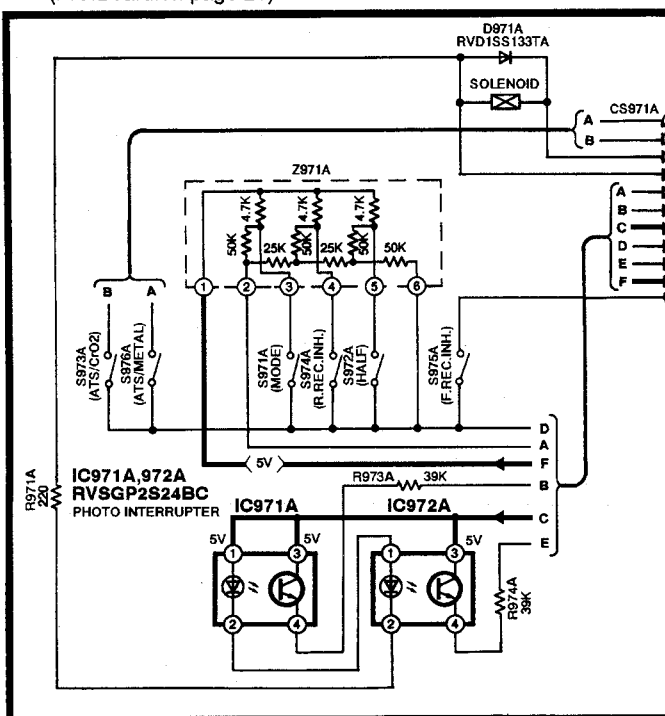 D971A
RVD1SS133TA
SOLENOID
CS971A
A
B
Z971A
4.7K 4.7K 4.7K
50K 50K 50K
25K 25K 50K
A
B
C
D
E
F
1 2 3 4 5 6
B A
S973A
(ATS/CrO2)
S976A
(ATS/METAL)
S971A
(MODE)
S974A
(R.REC.INH.)
S972A
(HALF)
S975A
(F.REC.INH.)
D
A
5V F
R973A 39K B
C
E
R971A
220
IC971A,972A
RVSGP2S24BC
PHOTO INTERRUPTER
IC971A IC972A
5V 1 3 5V 1 3 5V
2 4 2 4
R974A
39K